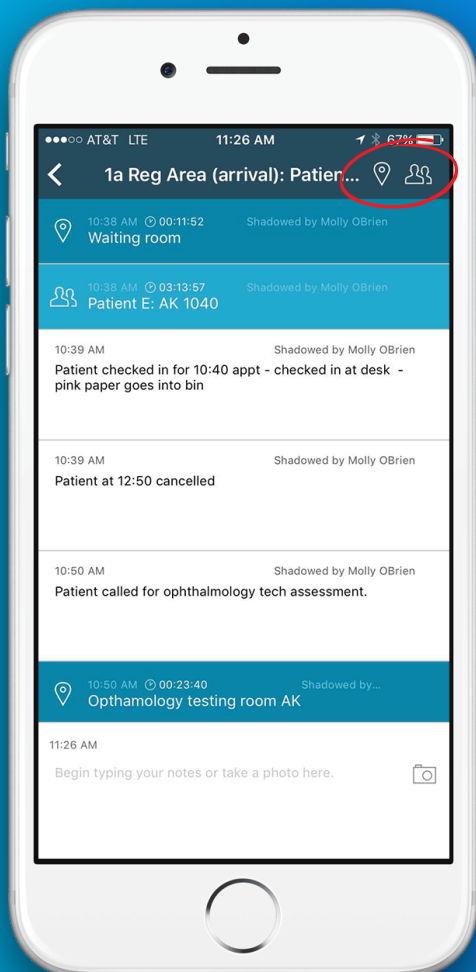 AT&T LTE 11:26 AM 67%
1a Reg Area (arrival): Patien...
10:38 AM 00:11:52 Shadowed by Molly OBrien
Waiting room
10:38 AM 03:13:57 Shadowed by Molly OBrien
Patient E: AK 1040
10:39 AM Shadowed by Molly OBrien
Patient checked in for 10:40 appt - checked in at desk -
pink paper goes into bin
10:39 AM Shadowed by Molly OBrien
Patient at 12:50 cancelled
10:50 AM Shadowed by Molly OBrien
Patient called for ophthalmology tech assessment.
10:50 AM 00:23:40 Shadowed by...
Opthamology testing room AK
11:26 AM
Begin typing your notes or take a photo here.